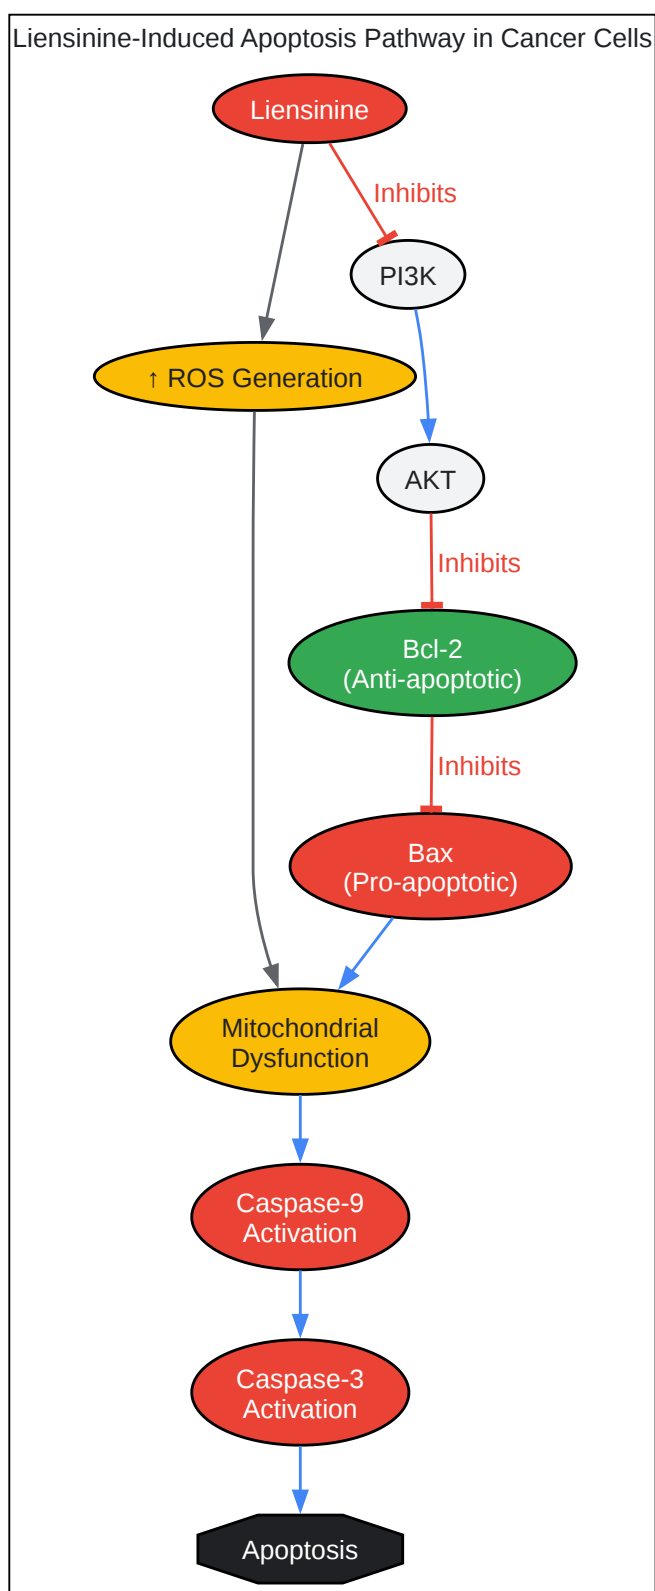 Liensinine-Induced Apoptosis Pathway in Cancer Cells
Liensinine
Inhibits
PI3K
↑ ROS Generation
AKT
Inhibits
Bcl-2
(Anti-apoptotic)
Inhibits
Bax
(Pro-apoptotic)
Mitochondrial
Dysfunction
Caspase-9
Activation
Caspase-3
Activation
Apoptosis